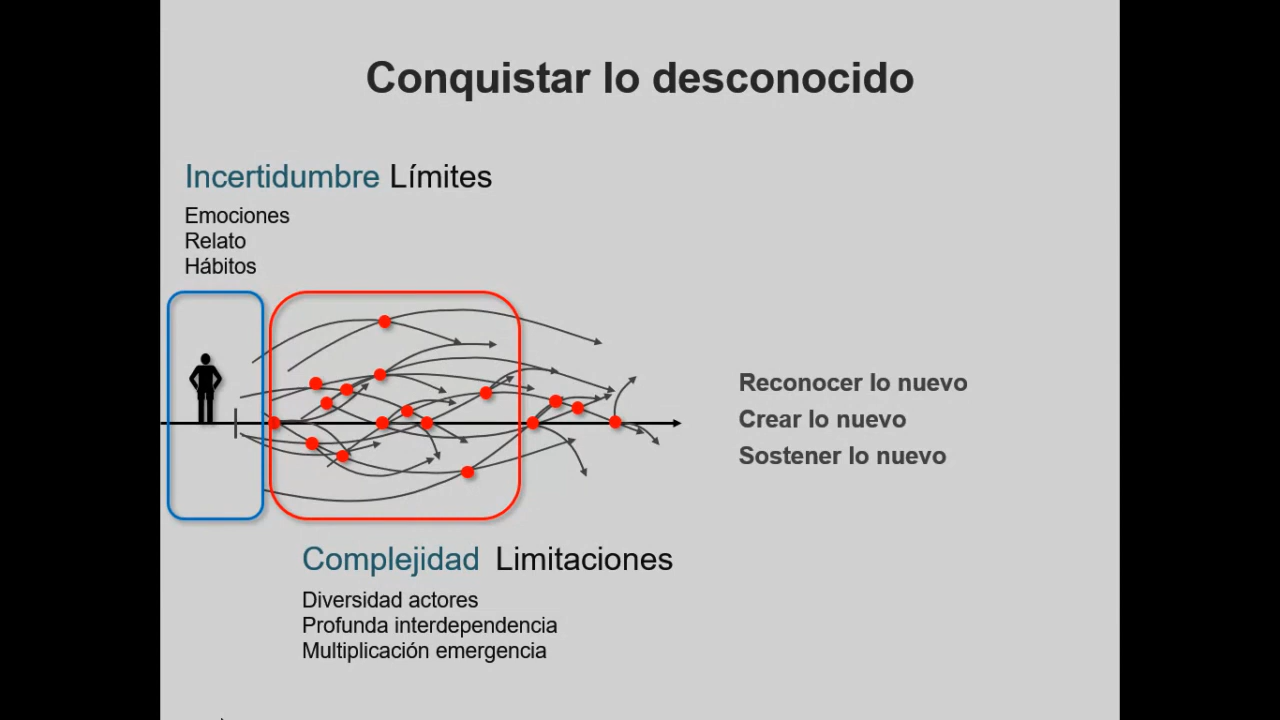 Conquistar lo desconocido
Incertidumbre Límites
Emociones
Relato
Hábitos
Reconocer lo nuevo
Crear lo nuevo
Sostener lo nuevo
Complejidad Limitaciones
Diversidad actores
Profunda interdependencia
Multiplicación emergencia